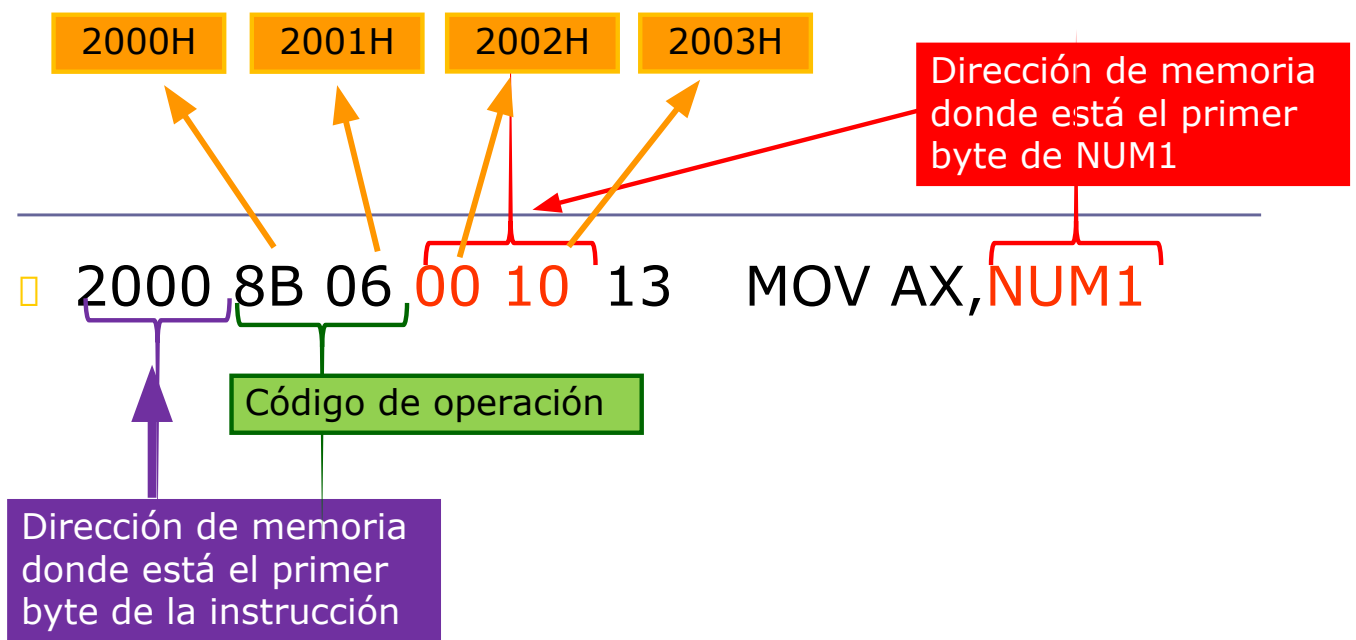 2000H 2001H 2002H 2003H
Dirección de memoria
donde está el primer
byte de NUM1
2000 8B 06 00 10 13 MOV AX,NUM1
Código de operación
Dirección de memoria
donde está el primer
byte de la instrucción